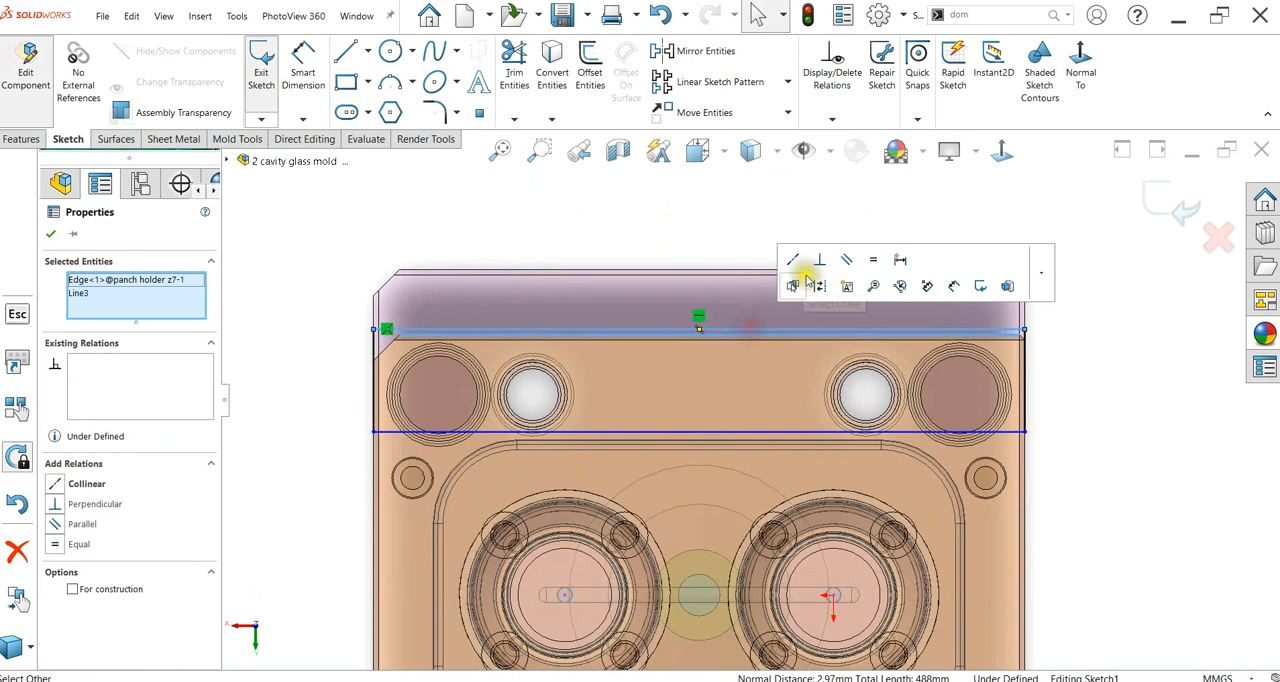 SOLIDWORKS
File Edit View Insert Tools PhotoView 360 Window
S... dom
Edit Component
No External References
Hide/Show Components
Change Transparency
Assembly Transparency
Exit Sketch
Smart Dimension
Trim Entities
Convert Entities
Offset Entities
Offset On Surface
Mirror Entities
Linear Sketch Pattern
Move Entities
Display/Delete Relations
Repair Sketch
Quick Snaps
Rapid Sketch
Instant2D
Shaded Sketch Contours
Normal To
Features Sketch Surfaces Sheet Metal Mold Tools Direct Editing Evaluate Render Tools
2 cavity glass mold ...
Properties
Selected Entities
Edge<1>@panch holder z7-1
Line3
Esc
Existing Relations
Under Defined
Add Relations
Collinear
Perpendicular
Parallel
Equal
Options
For construction
Select Other
Select Other Normal Distance: 2.97mm Total Length: 488mm Under Defined Editing Sketch1 MMGS